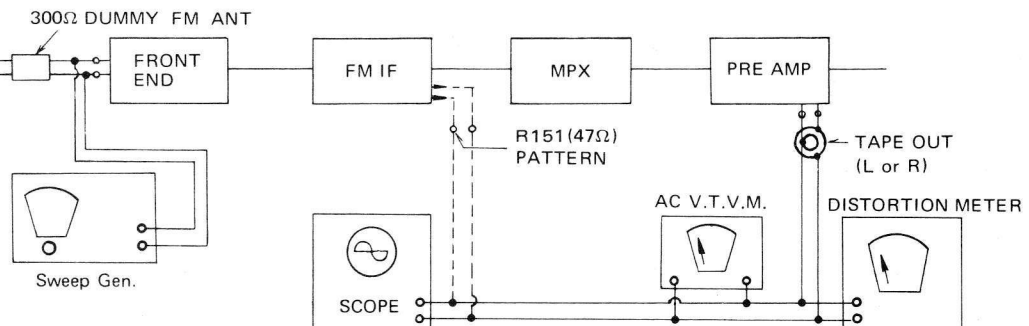 300Ω DUMMY FM ANT
FRONT
END
FM IF
MPX
PRE AMP
R151(47Ω)
PATTERN
TAPE OUT
(L or R)
Sweep Gen.
SCOPE
AC V.T.V.M.
DISTORTION METER